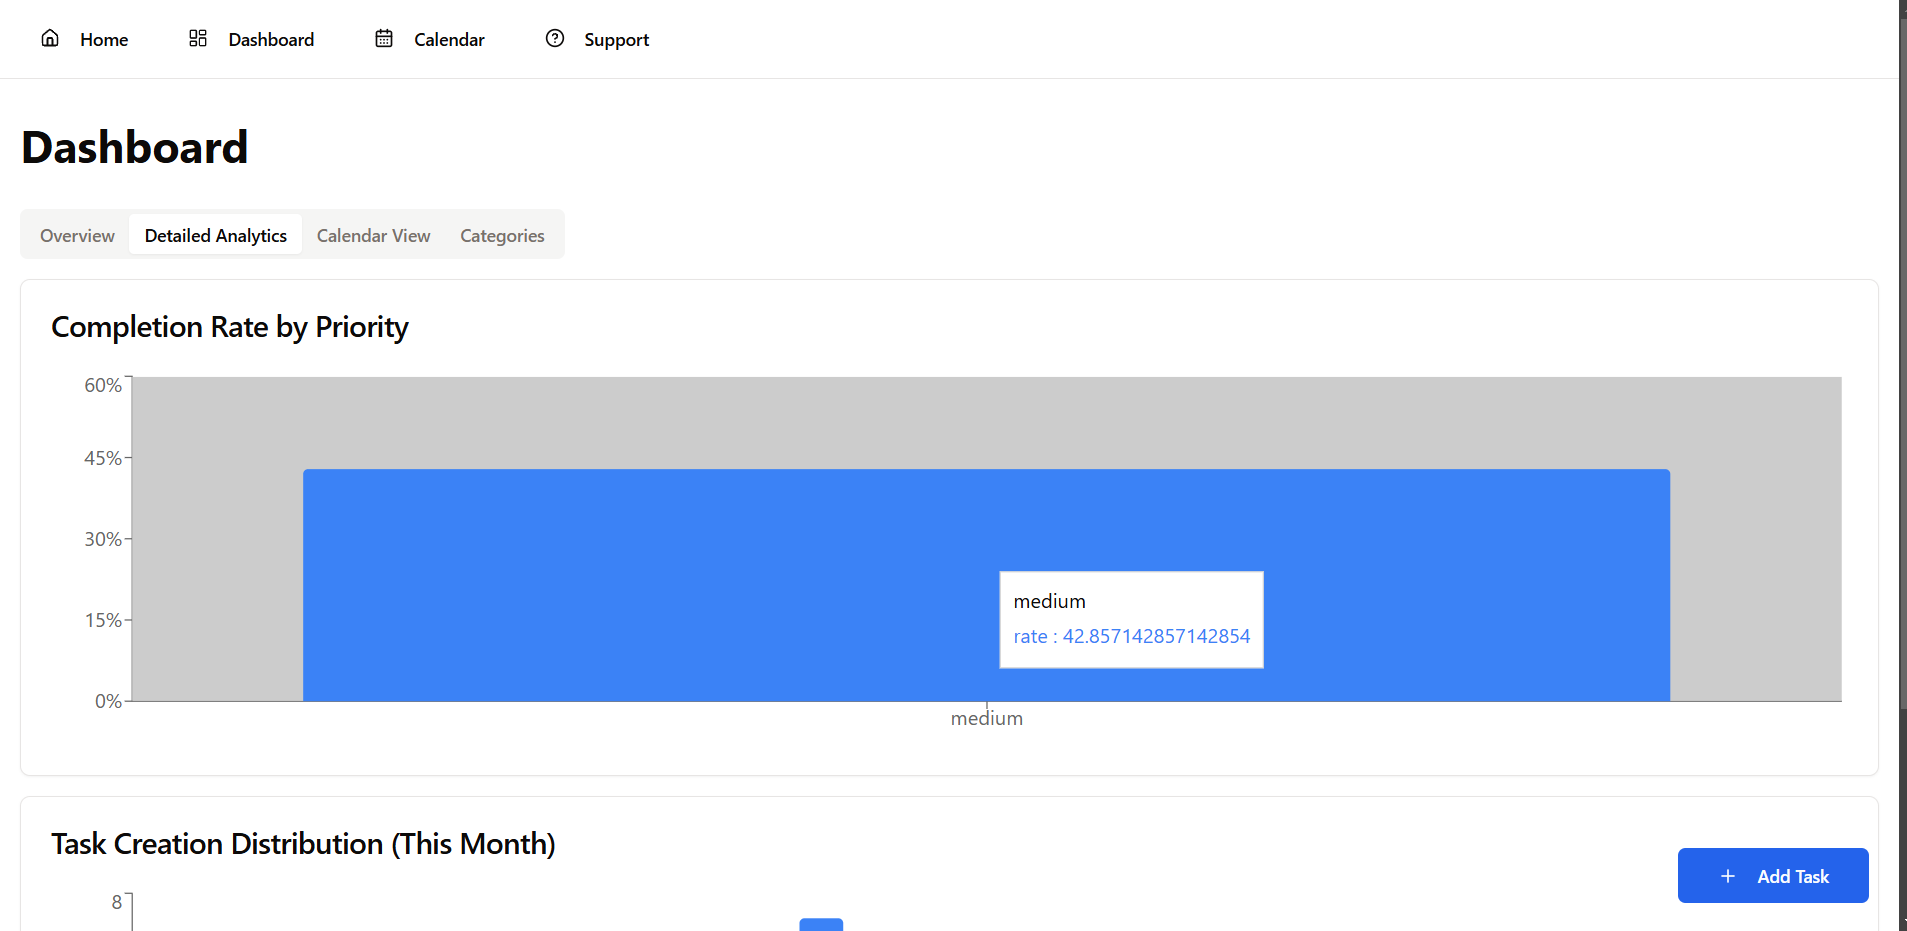 Home Dashboard Calendar Support
Dashboard
Overview Detailed Analytics Calendar View Categories
Completion Rate by Priority
60%
45%
30%
15%
0%
medium
rate : 42.857142857142854
medium
Task Creation Distribution (This Month)
8
+ Add Task